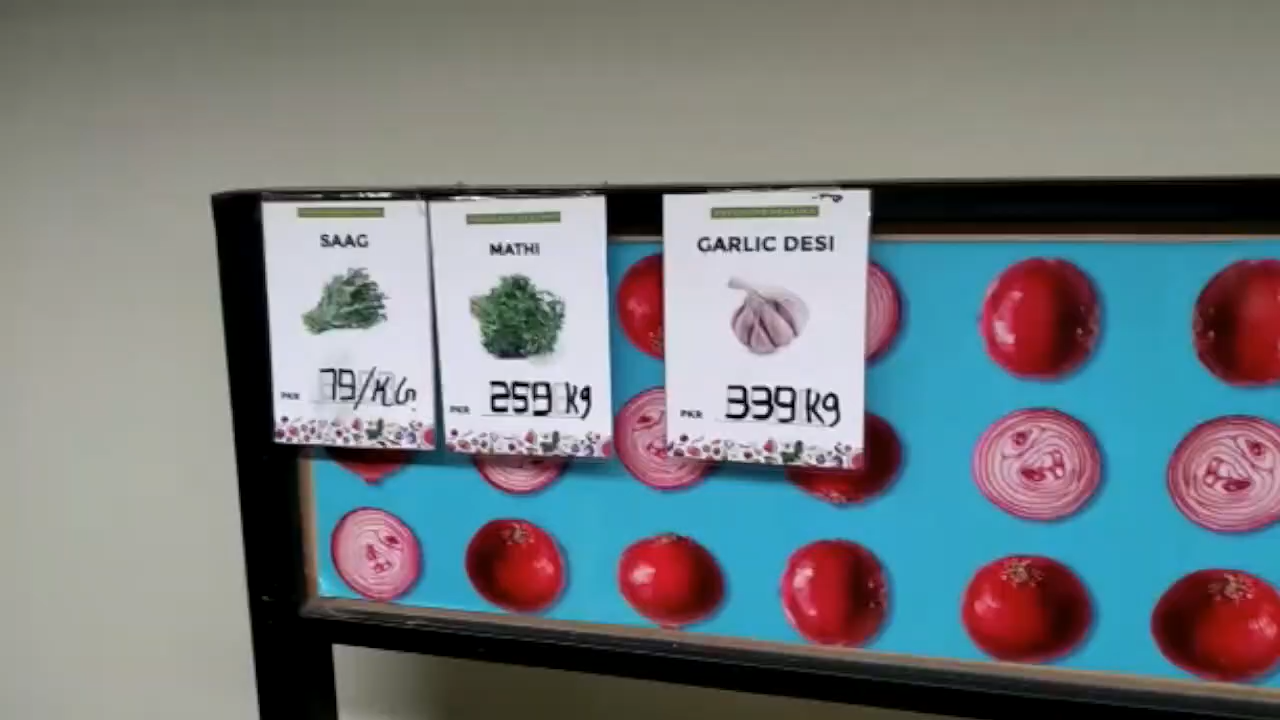 SAAG
PKR 79/KG
MATHI
PKR 259 kg
GARLIC DESI
PKR 339 kg